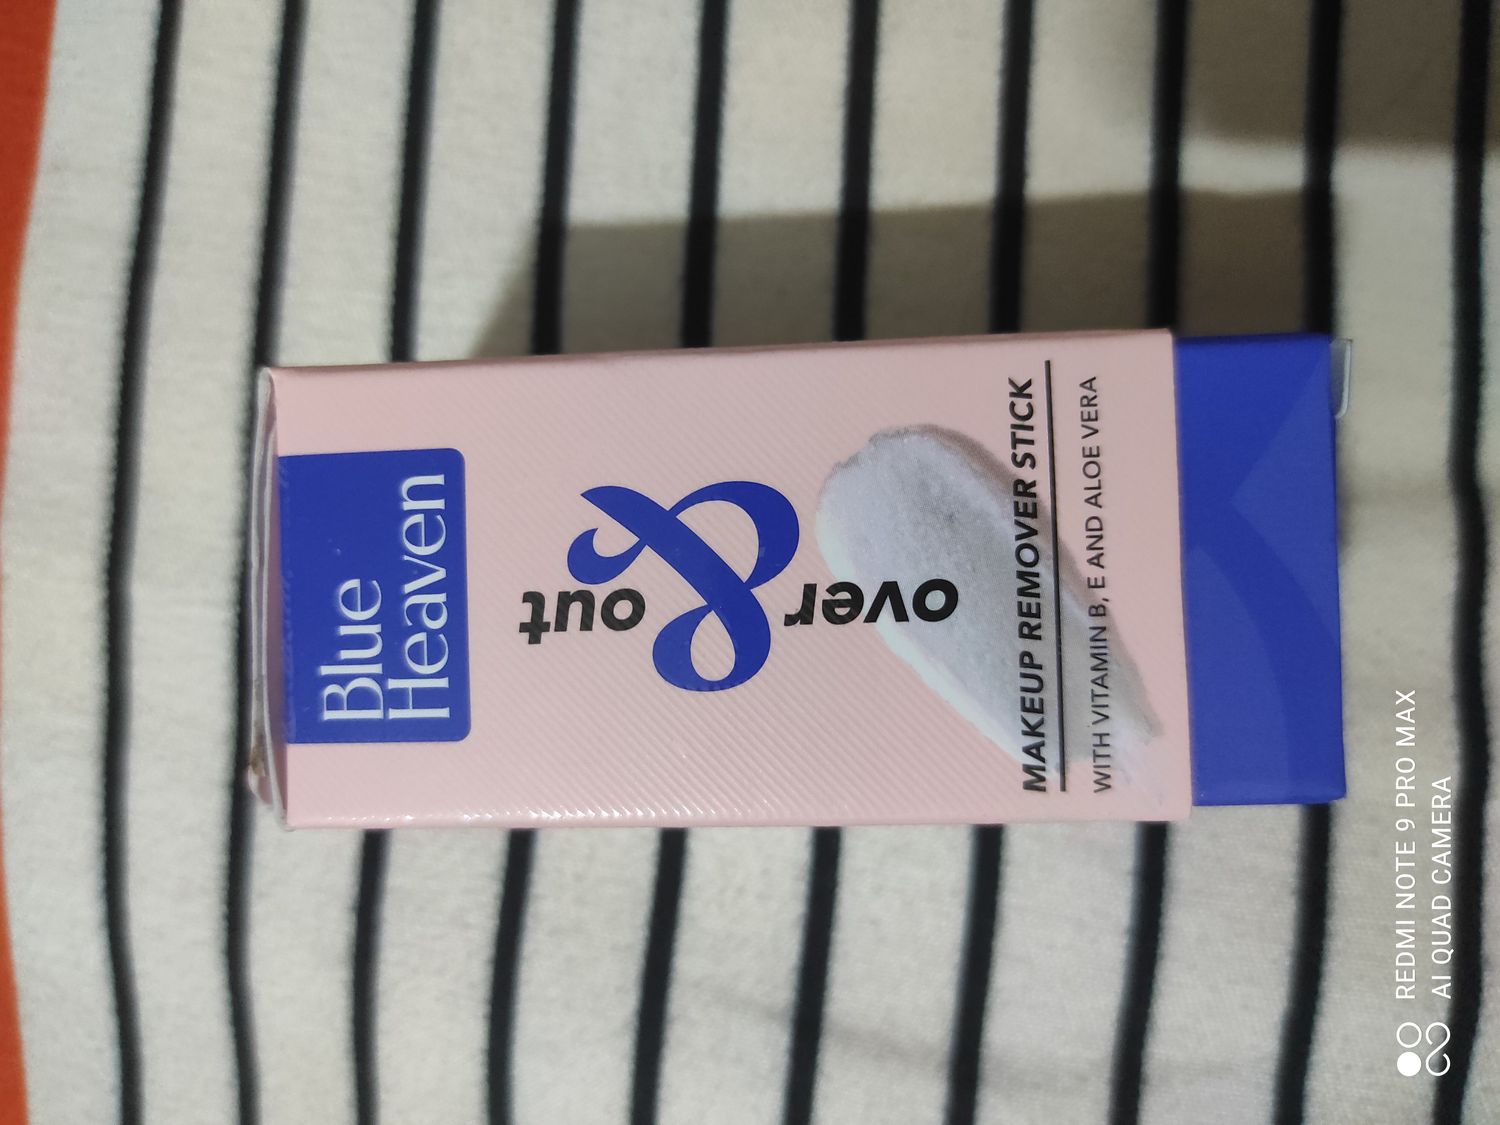 Blue
Heaven
over
&
out
MAKEUP REMOVER STICK
WITH VITAMIN B, E AND ALOE VERA
REDMI NOTE 9 PRO MAX
AI QUAD CAMERA